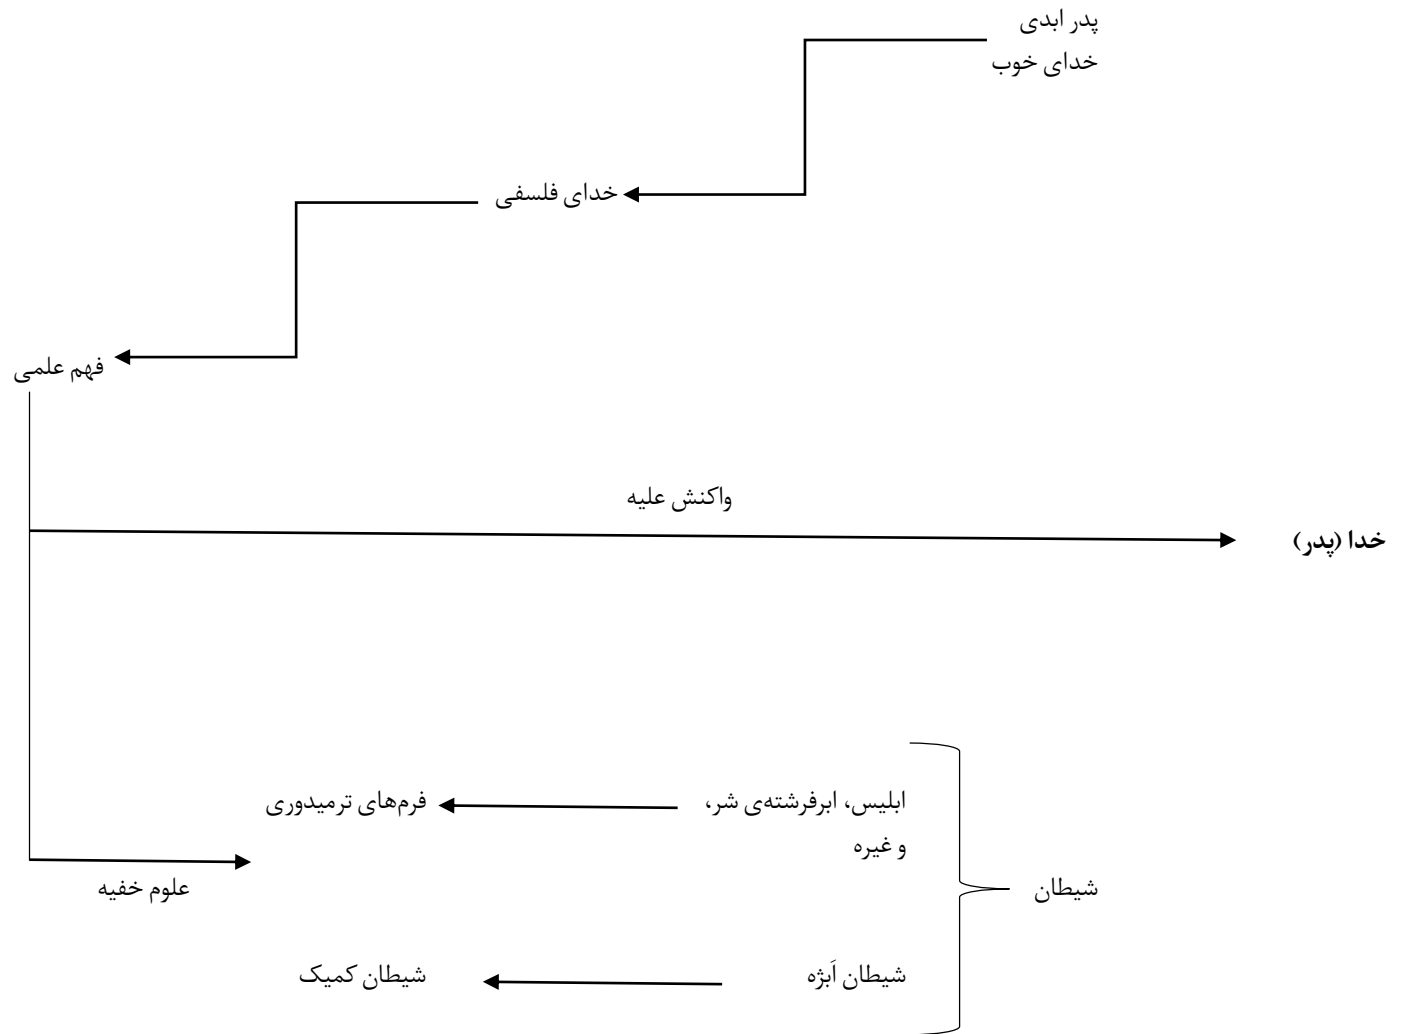 پدر ابدی
خدای خوب
خدای فلسفی
فهم علمی
واکنش علیه
خدا (پدر)
ابلیس، ابرفرشته‌ی شر،
و غیره
فرم‌های ترمیدوری
علوم خفیه
شیطان
شیطان اَبژه
شیطان کمیک